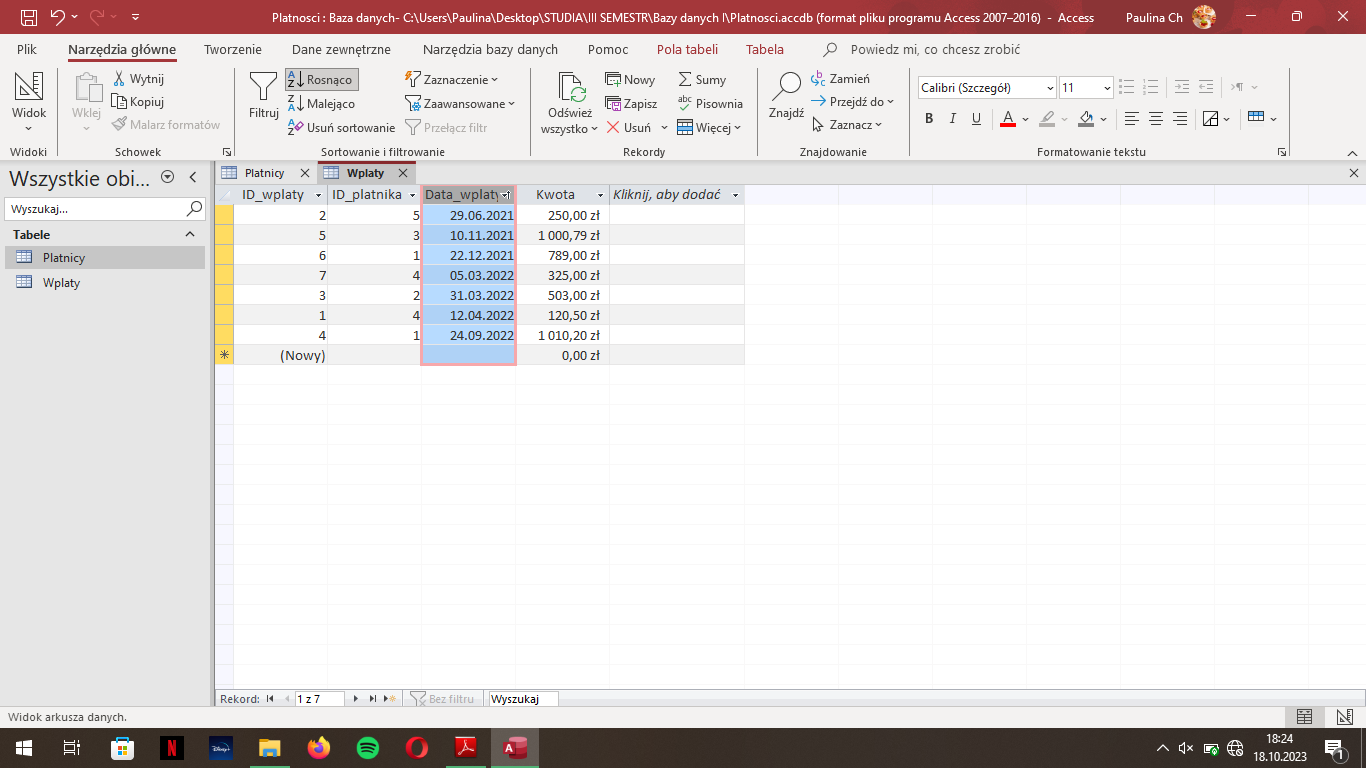 Platnosci : Baza danych- C:\Users\Paulina\Desktop\STUDIA\III SEMESTR\Bazy danych I\Platnosci.accdb (format pliku programu Access 2007–2016) - Access
Paulina Ch
Plik Narzędzia główne Tworzenie Dane zewnętrzne Narzędzia bazy danych Pomoc Pola tabeli Tabela Powiedz mi, co chcesz zrobić
Widok
Widoki
Wklej
Wytnij
Kopiuj
Malarz formatów
Schowek
Filtruj
Rosnąco
Malejąco
Usuń sortowanie
Zaznaczenie
Zaawansowane
Przełącz filtr
Sortowanie i filtrowanie
Odśwież
wszystko
Nowy
Zapisz
Usuń
Sumy
Pisownia
Więcej
Rekordy
Znajdź
Zamień
Przejdź do
Zaznacz
Znajdowanie
Calibri (Szczegół) 11
B I U A
Formatowanie tekstu
Wszystkie obi...
Wyszukaj...
Tabele
Platnicy
Wplaty
Platnicy Wplaty
ID_wplaty ID_platnika Data_wplaty Kwota Kliknij, aby dodać
2 5 29.06.2021 250,00 zł
5 3 10.11.2021 1 000,79 zł
6 1 22.12.2021 789,00 zł
7 4 05.03.2022 325,00 zł
3 2 31.03.2022 503,00 zł
1 4 12.04.2022 120,50 zł
4 1 24.09.2022 1 010,20 zł
(Nowy) 0,00 zł
Rekord: 1 z 7 Bez filtru Wyszukaj
Widok arkusza danych.
N
Disney+
A
18:24
18.10.2023
1